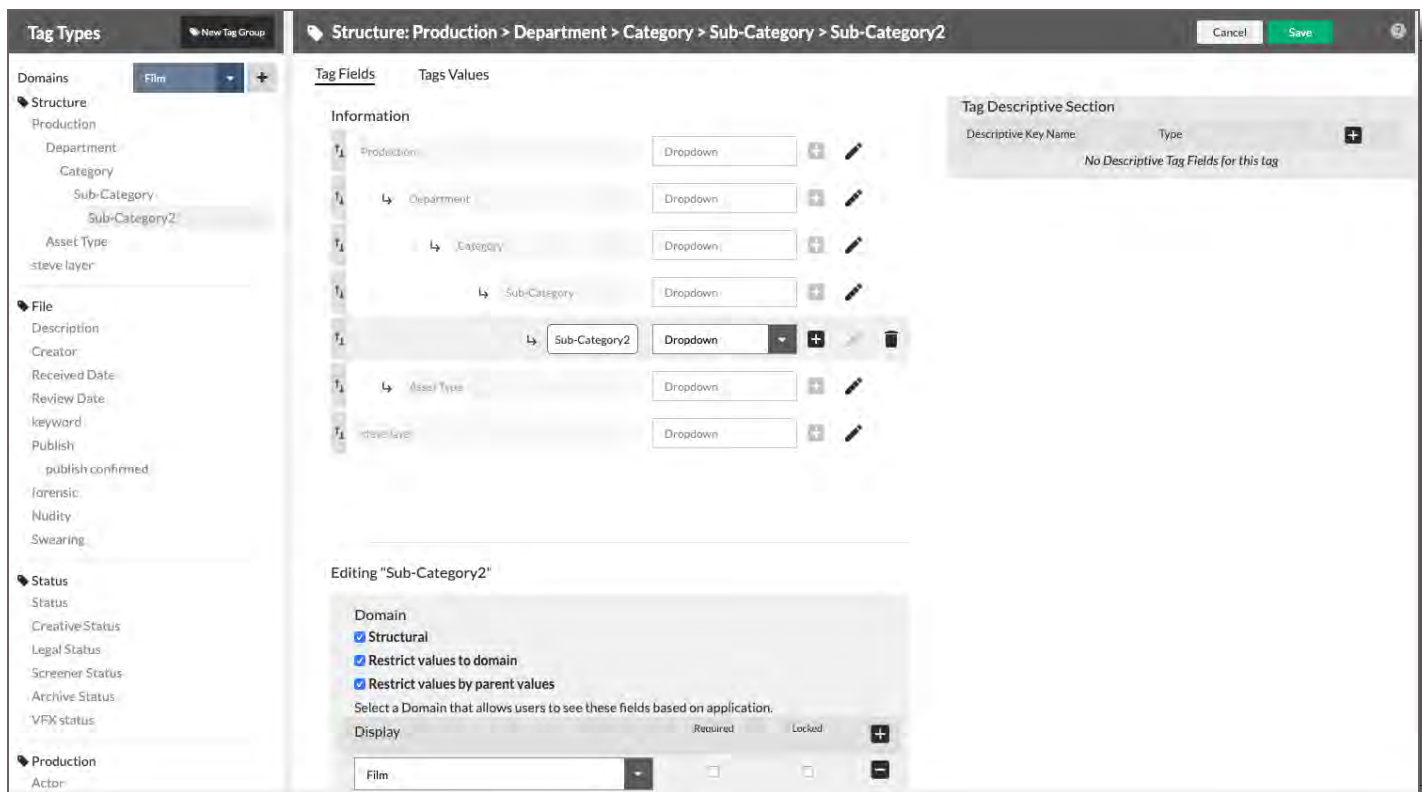 Tag Types
New Tag Group
Structure: Production > Department > Category > Sub-Category > Sub-Category2
Cancel
Save
Domains
Film
Structure
Production
Department
Category
Sub-Category
Sub-Category2
Asset Type
steve layer
File
Description
Creator
Received Date
Review Date
keyword
Publish
publish confirmed
forensic
Nudity
Swearing
Status
Status
Creative Status
Legal Status
Screener Status
Archive Status
VFX status
Production
Actor
Tag Fields
Tags Values
Information
Production
Dropdown
Department
Dropdown
Category
Dropdown
Sub-Category
Dropdown
Sub-Category2
Dropdown
Asset Type
Dropdown
steve layer
Dropdown
Editing "Sub-Category2"
Domain
Structural
Restrict values to domain
Restrict values by parent values
Select a Domain that allows users to see these fields based on application.
Display
Required
Locked
Film
Tag Descriptive Section
Descriptive Key Name
Type
No Descriptive Tag Fields for this tag